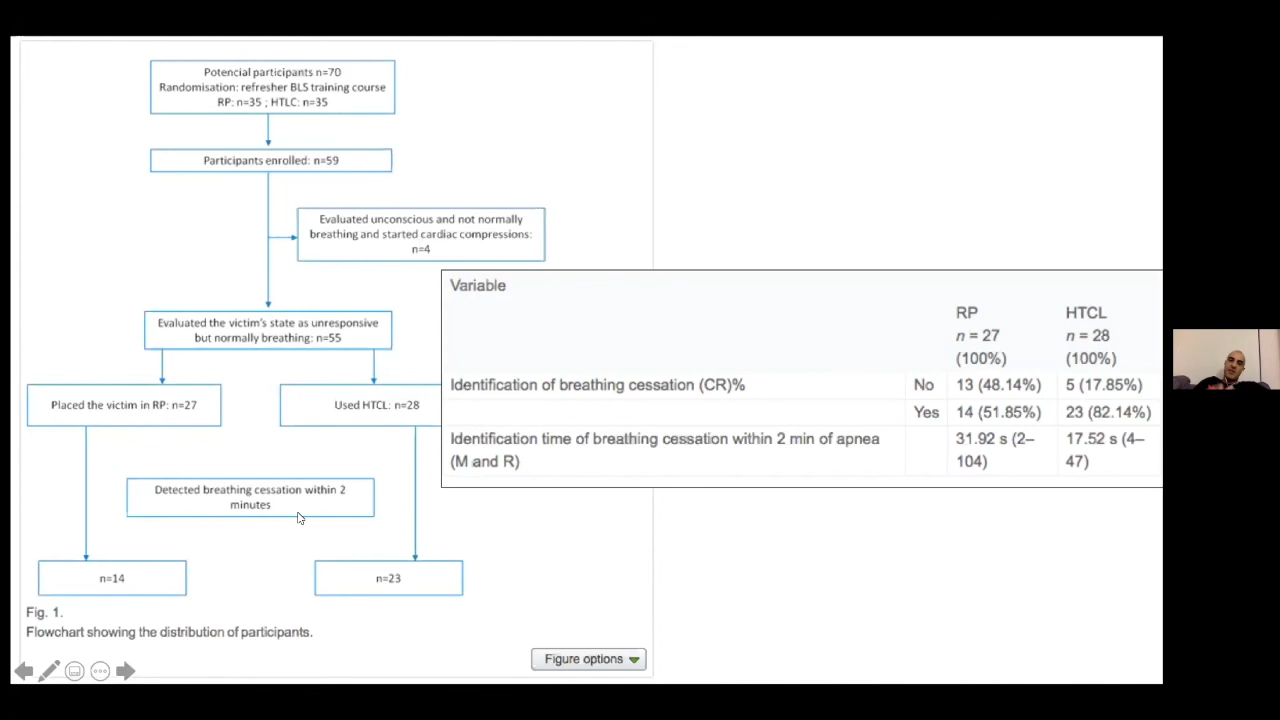 Potencial participants n=70
Randomisation: refresher BLS training course
RP: n=35 ; HTLC: n=35
Participants enrolled: n=59
Evaluated unconscious and not normally
breathing and started cardiac compressions:
n=4
Evaluated the victim's state as unresponsive
but normally breathing: n=55
Placed the victim in RP: n=27
Used HTCL: n=28
Detected breathing cessation within 2
minutes
n=14
n=23
Fig. 1.
Flowchart showing the distribution of participants.
Figure options
Variable
RP HTCL
n = 27 n = 28
(100%) (100%)
Identification of breathing cessation (CR)% No 13 (48.14%) 5 (17.85%)
Yes 14 (51.85%) 23 (82.14%)
Identification time of breathing cessation within 2 min of apnea 31.92 s (2– 17.52 s (4–
(M and R) 104) 47)